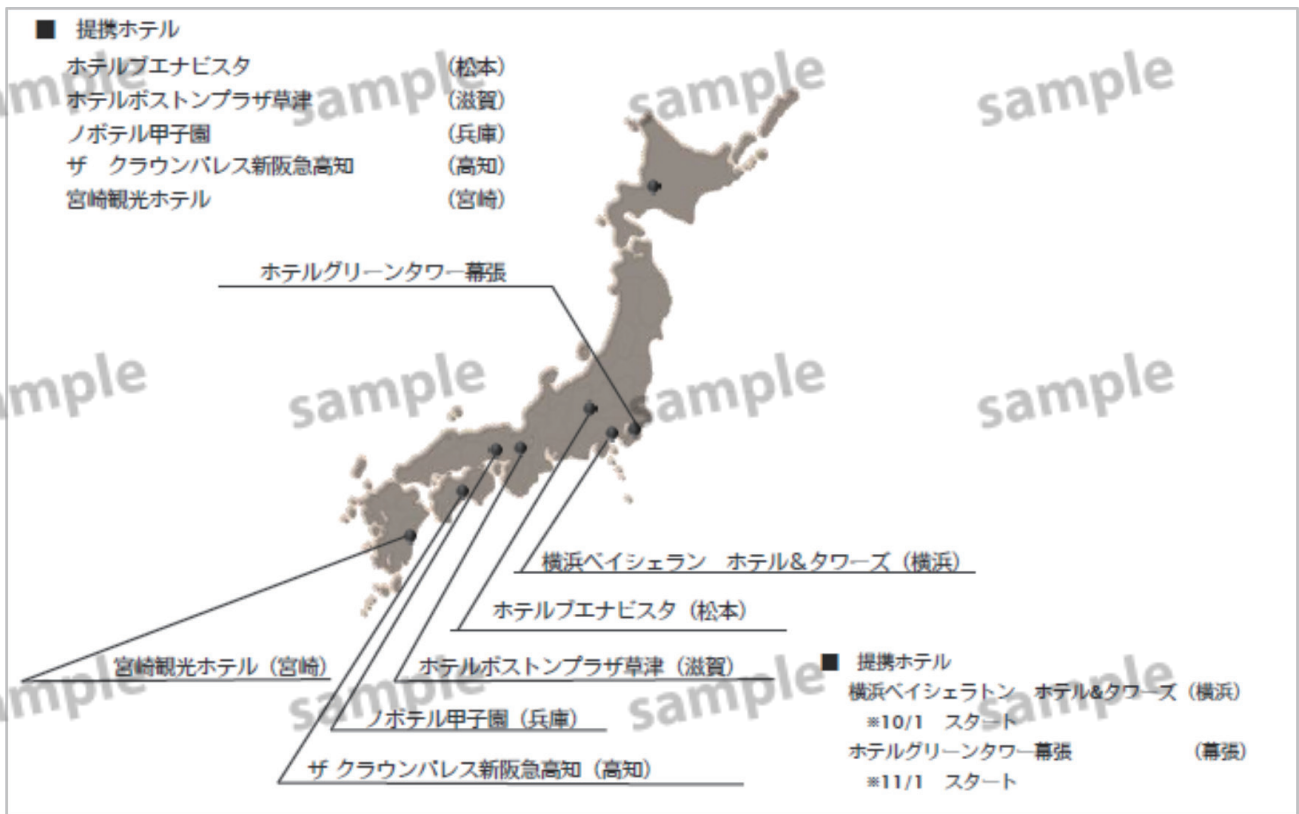 ■ 提携ホテル
ホテルブエナビスタ (松本)
ホテルボストンプラザ草津 (滋賀)
ノボテル甲子園 (兵庫)
ザ クラウンパレス新阪急高知 (高知)
宮崎観光ホテル (宮崎)
sample
sample
sample
sample
ホテルグリーンタワー幕張
sample
sample
sample
sample
横浜ベイシェラン ホテル&タワーズ (横浜)
ホテルブエナビスタ (松本)
宮崎観光ホテル (宮崎)
ホテルボストンプラザ草津 (滋賀)
ノボテル甲子園 (兵庫)
ザ クラウンパレス新阪急高知 (高知)
■ 提携ホテル
横浜ベイシェラトン ホテル&タワーズ (横浜)
※10/1 スタート
ホテルグリーンタワー幕張 (幕張)
※11/1 スタート
sample
sample
sample
sample